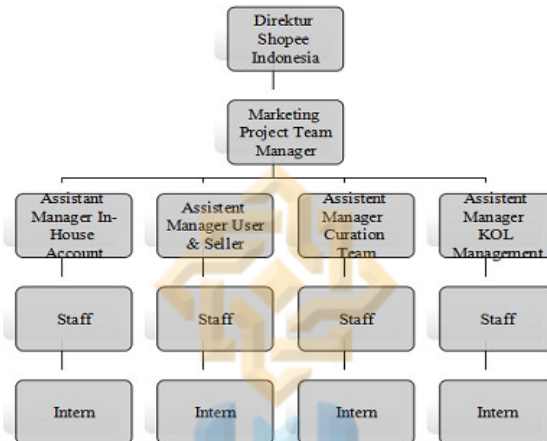 Direktur
Shopee
Indonesia
Marketing
Project Team
Manager
Assistant
Manager In-
House
Account
Assistent
Manager User
& Seller
Assistent
Manager
Curation
Team
Assistent
Manager
KOL
Management
Staff
Staff
Staff
Staff
Intern
Intern
Intern
Intern